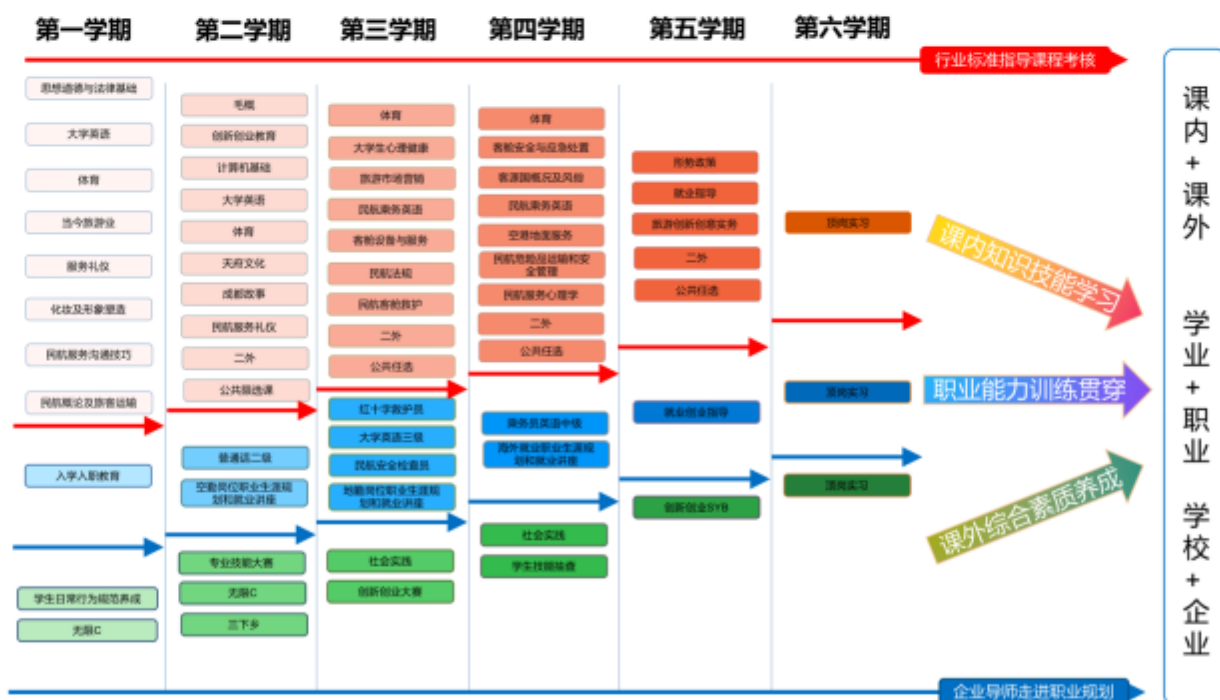 第一学期
第二学期
第三学期
第四学期
第五学期
第六学期
行业标准指导课程考核
思想道德与法律基础
大学英语
体育
当今旅游业
服务礼仪
化妆及形象塑造
民航服务沟通技巧
民航概论及旅客运输
入学入职教育
学生日常行为规范养成
无限C
毛概
创新创业教育
计算机基础
大学英语
体育
天府文化
成都故事
民航服务礼仪
二外
公共限选课
普通话二级
空勤岗位职业生涯规
划和就业讲座
专业技能大赛
无限C
三下乡
体育
大学生心理健康
旅游市场营销
民航乘务英语
客舱设备与服务
民航法规
民航客舱救护
二外
公共任选
红十字救护员
大学英语三级
民航安全检查员
地勤岗位职业生涯规
划和就业讲座
社会实践
创新创业大赛
体育
客舱安全与应急处置
客源国概况及风俗
民航乘务英语
空港地面服务
民航危险品运输和安
全管理
民航服务心理学
二外
公共任选
乘务员英语中级
海外就业职业生涯规
划和就业讲座
社会实践
学生技能抽查
形势政策
就业指导
旅游创新创意实务
二外
公共任选
就业创业指导
创新创业SYB
顶岗实习
顶岗实习
顶岗实习
课内知识技能学习
职业能力训练贯穿
课外综合素质养成
课内+课外
学业+职业
学校+企业
企业导师走进职业规划